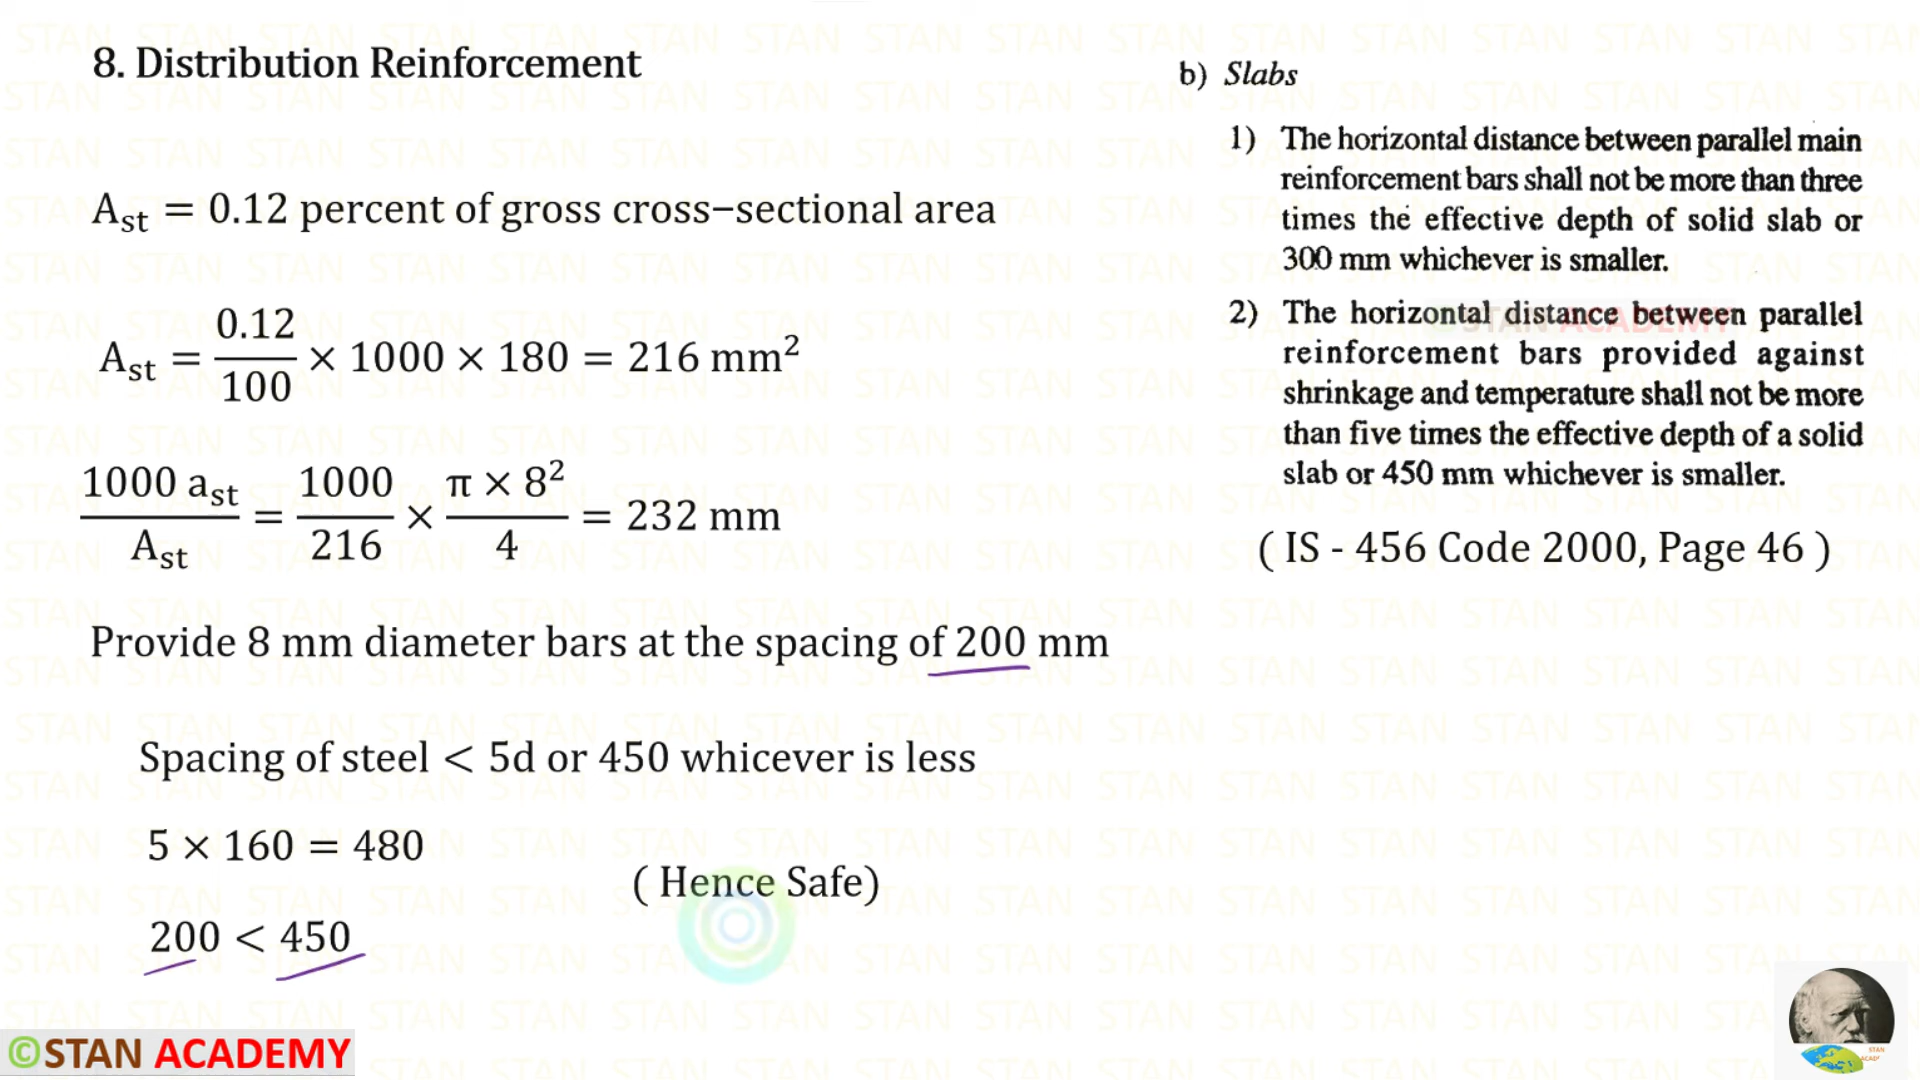 8. Distribution Reinforcement
A_st = 0.12 percent of gross cross−sectional area
A_st = 0.12/100 × 1000 × 180 = 216 mm²
1000 a_st / A_st = 1000/216 × π × 8²/4 = 232 mm
Provide 8 mm diameter bars at the spacing of 200 mm
Spacing of steel < 5d or 450 whicever is less
5 × 160 = 480
( Hence Safe)
200 < 450
b) Slabs
1) The horizontal distance between parallel main
reinforcement bars shall not be more than three
times the effective depth of solid slab or
300 mm whichever is smaller.
2) The horizontal distance between parallel
reinforcement bars provided against
shrinkage and temperature shall not be more
than five times the effective depth of a solid
slab or 450 mm whichever is smaller.
( IS - 456 Code 2000, Page 46 )
©STAN ACADEMY